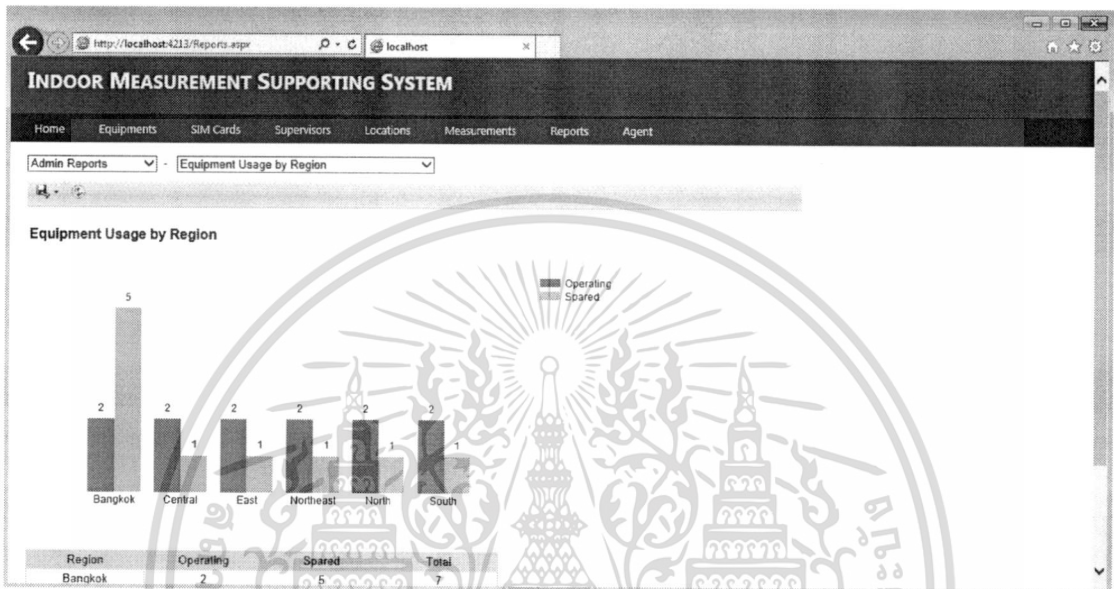 http://localhost:4213/Reports.aspx
localhost
INDOOR MEASUREMENT SUPPORTING SYSTEM
Home Equipments SIM Cards Supervisors Locations Measurements Reports Agent
Admin Reports - Equipment Usage by Region
Equipment Usage by Region
Operating
Spared
5
2 2 2 2 2 2
1 1 1 1 1
Bangkok Central East Northeast North South
Region Operating Spared Total
Bangkok 2 5 7